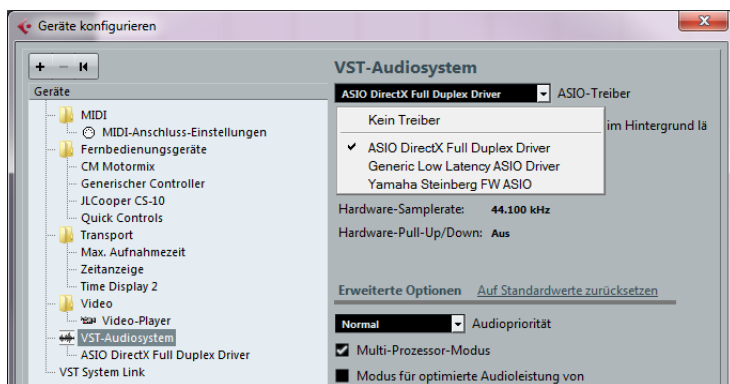 Geräte konfigurieren
Geräte
MIDI
MIDI-Anschluss-Einstellungen
Fernbedienungsgeräte
CM Motormix
Generischer Controller
JLCooper CS-10
Quick Controls
Transport
Max. Aufnahmezeit
Zeitanzeige
Time Display 2
Video
Video-Player
VST-Audiosystem
ASIO DirectX Full Duplex Driver
VST System Link
VST-Audiosystem
ASIO DirectX Full Duplex Driver ASIO-Treiber
Kein Treiber
im Hintergrund lä
ASIO DirectX Full Duplex Driver
Generic Low Latency ASIO Driver
Yamaha Steinberg FW ASIO
Hardware-Samplerate: 44.100 kHz
Hardware-Pull-Up/Down: Aus
Erweiterte Optionen Auf Standardwerte zurücksetzen
Normal Audiopriorität
Multi-Prozessor-Modus
Modus für optimierte Audioleistung von